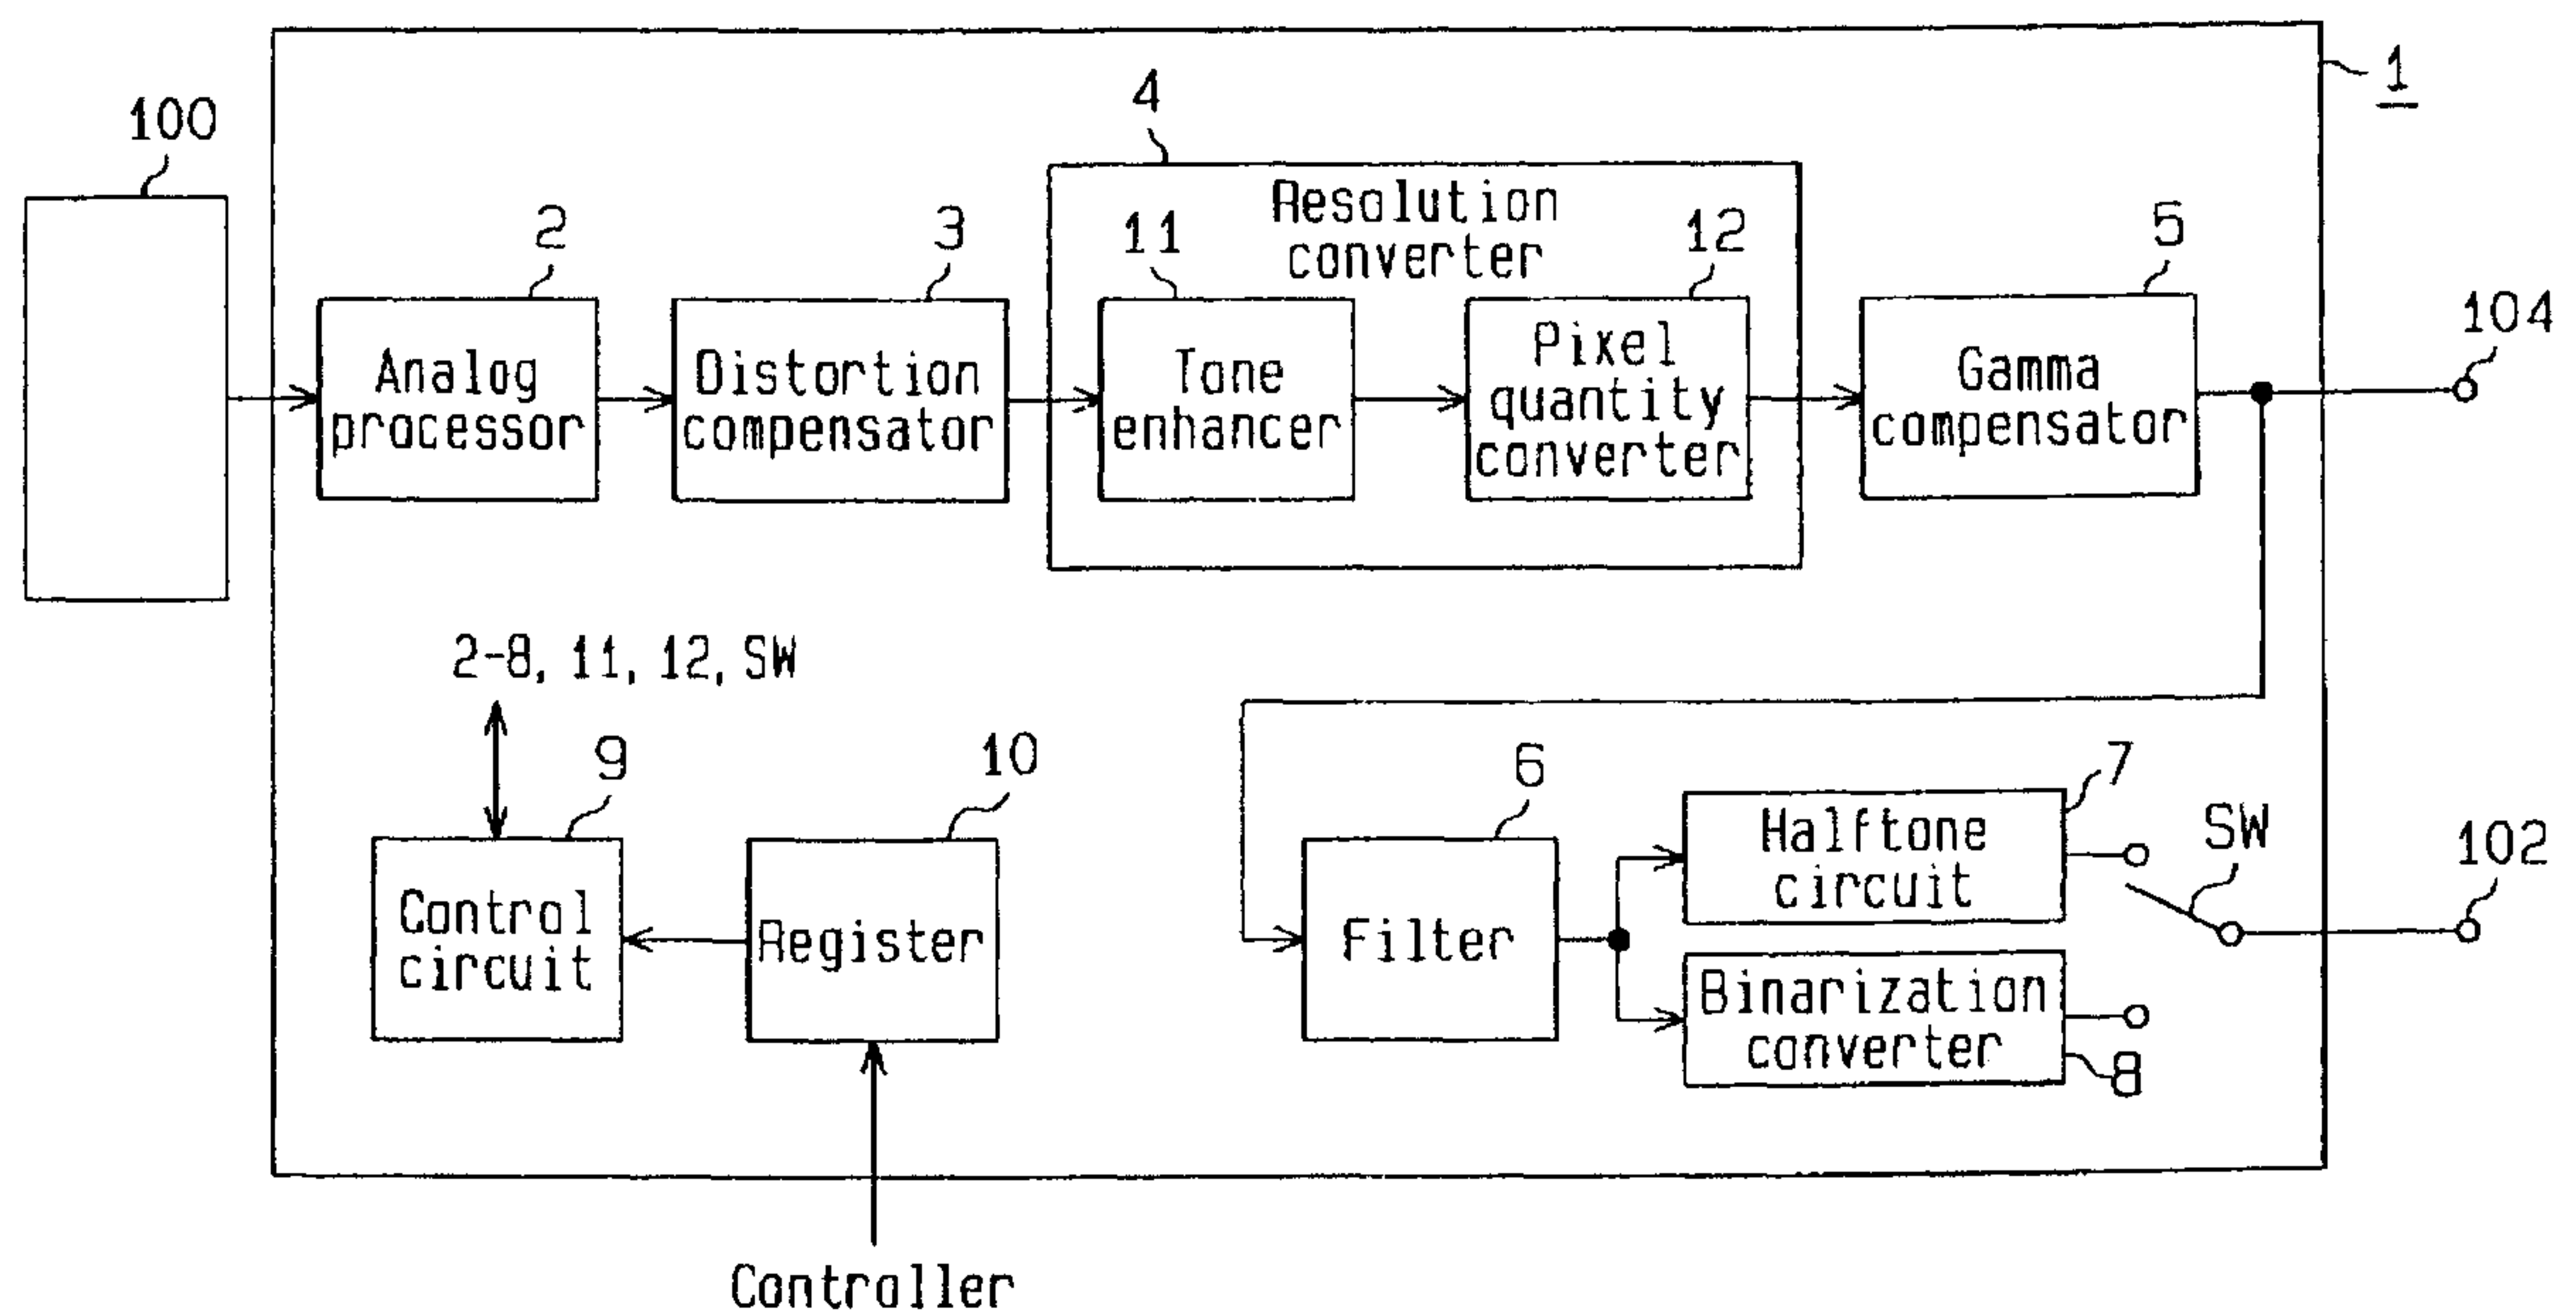 1
100
4
Resolution
converter
2
3
11
12
5
104
Analog
processor
Distortion
compensator
Tone
enhancer
Pixel
quantity
converter
Gamma
compensator
2-8, 11, 12, SW
9
10
6
7
SW
102
Control
circuit
Register
Filter
Halftone
circuit
Binarization
converter
8
Controller